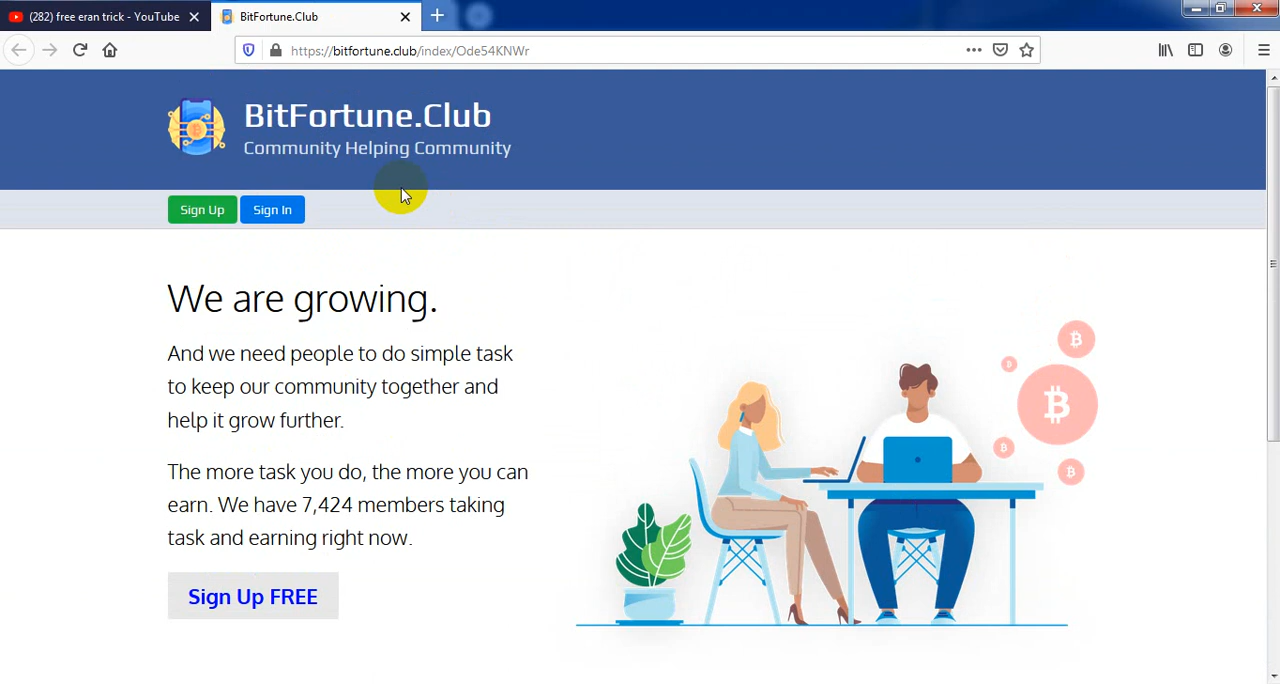 (282) free eran trick - YouTube
BitFortune.Club
https://bitfortune.club/index/Ode54KNWr
BitFortune.Club
Community Helping Community
Sign Up Sign In
We are growing.
And we need people to do simple task
to keep our community together and
help it grow further.
The more task you do, the more you can
earn. We have 7,424 members taking
task and earning right now.
Sign Up FREE